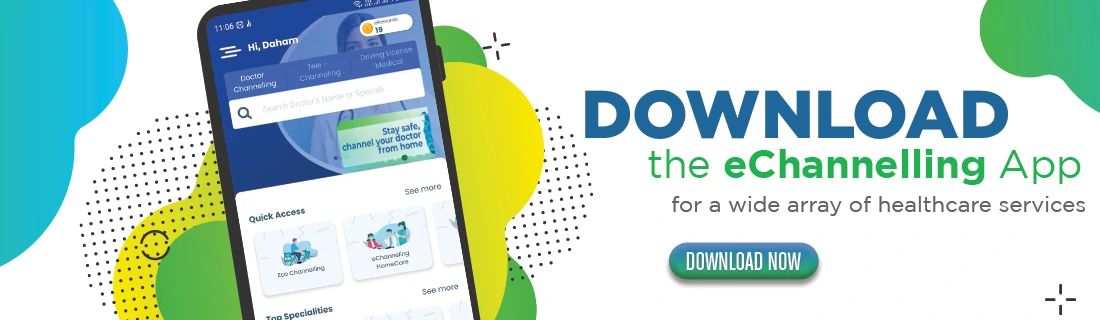 11:06
Hi, Daham
eRewards
19
Doctor
Channelling
Tele -
Channeling
Driving License
Medical
Search Doctor's Name or Speciali...
Stay safe,
channel your doctor
from home
See more
Quick Access
Eco Channelling
eChannelling
HomeCare
See more
Top Specialities
DOWNLOAD
the eChannelling App
for a wide array of healthcare services
DOWNLOAD NOW